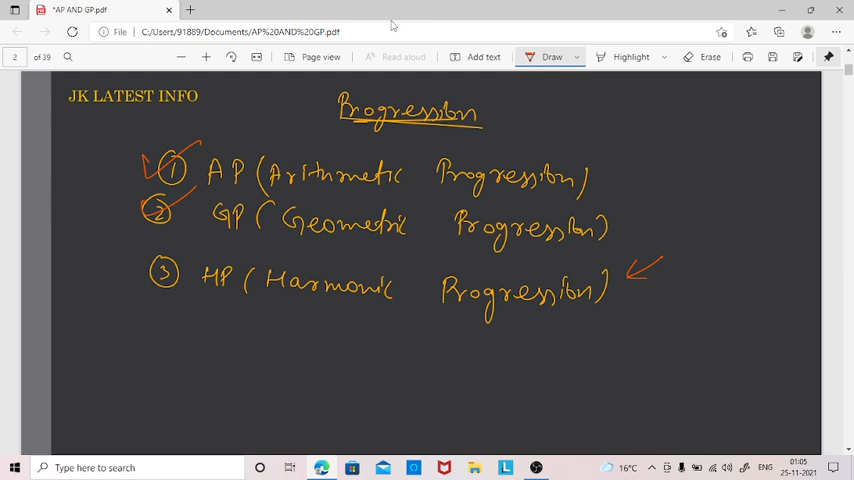 *AP AND GP.pdf
File C:/Users/91889/Documents/AP%20AND%20GP.pdf
2 of 39 Page view Read aloud Add text Draw Highlight Erase
JK LATEST INFO
Progression
1 AP (Arithmetic Progression)
2 GP (Geometric Progression)
3 HP (Harmonic Progression)
Type here to search 16°C ENG 01:05
25-11-2021